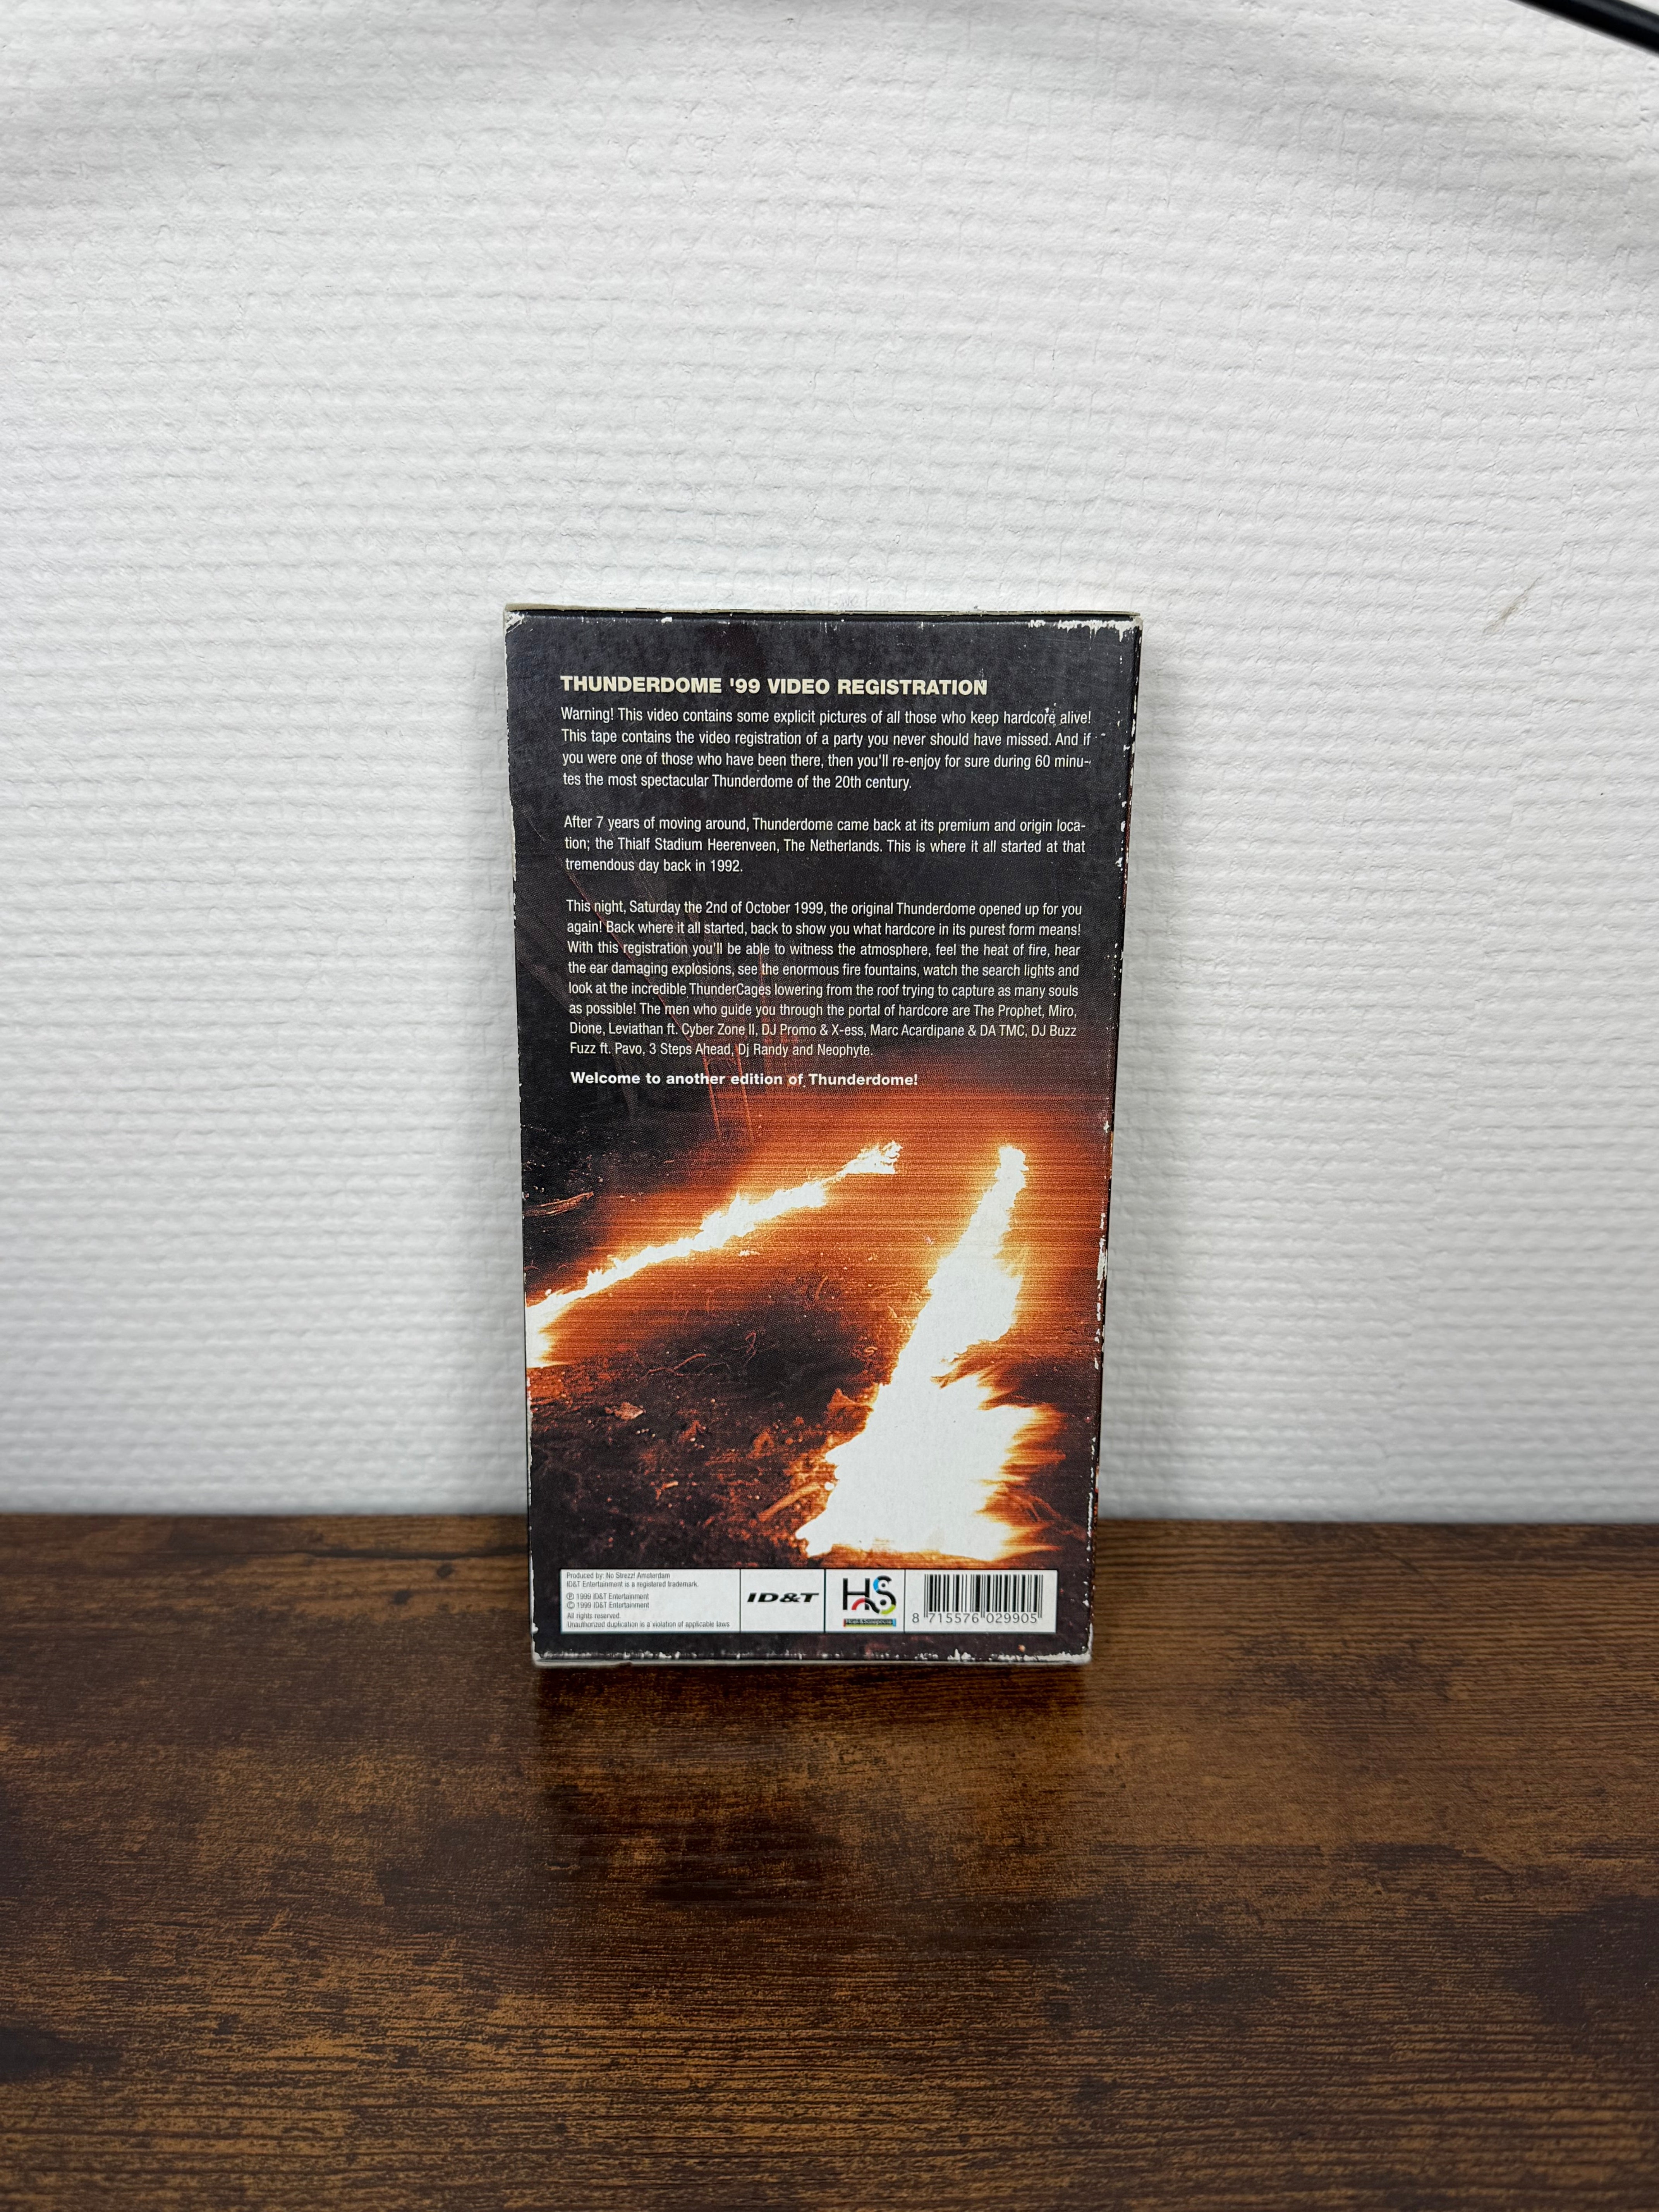 THUNDERDOME '99 VIDEO REGISTRATION
Warning! This video contains some explicit pictures of all those who keep hardcore alive!
This tape contains the video registration of a party you never should have missed. And if
you were one of those who have been there, then you'll re-enjoy for sure during 60 minu-
tes the most spectacular Thunderdome of the 20th century.
After 7 years of moving around, Thunderdome came back at its premium and origin loca-
tion; the Thialf Stadium Heerenveen, The Netherlands. This is where it all started at that
tremendous day back in 1992.
This night, Saturday the 2nd of October 1999, the original Thunderdome opened up for you
again! Back where it all started, back to show you what hardcore in its purest form means!
With this registration you'll be able to witness the atmosphere, feel the heat of fire, hear
the ear damaging explosions, see the enormous fire fountains, watch the search lights and
look at the incredible ThunderCages lowering from the roof trying to capture as many souls
as possible! The men who guide you through the portal of hardcore are The Prophet, Miro,
Dione, Leviathan ft. Cyber Zone II, DJ Promo & X-ess, Marc Acardipane & DA TMC, DJ Buzz
Fuzz ft. Pavo, 3 Steps Ahead, Dj Randy and Neophyte.
Welcome to another edition of Thunderdome!
Produced by: No Strezz! Amsterdam
ID&T Entertainment is a registered trademark.
℗ 1999 ID&T Entertainment
© 1999 ID&T Entertainment
All rights reserved.
Unauthorized duplication is a violation of applicable laws
ID&T
HS
8 715576 029905